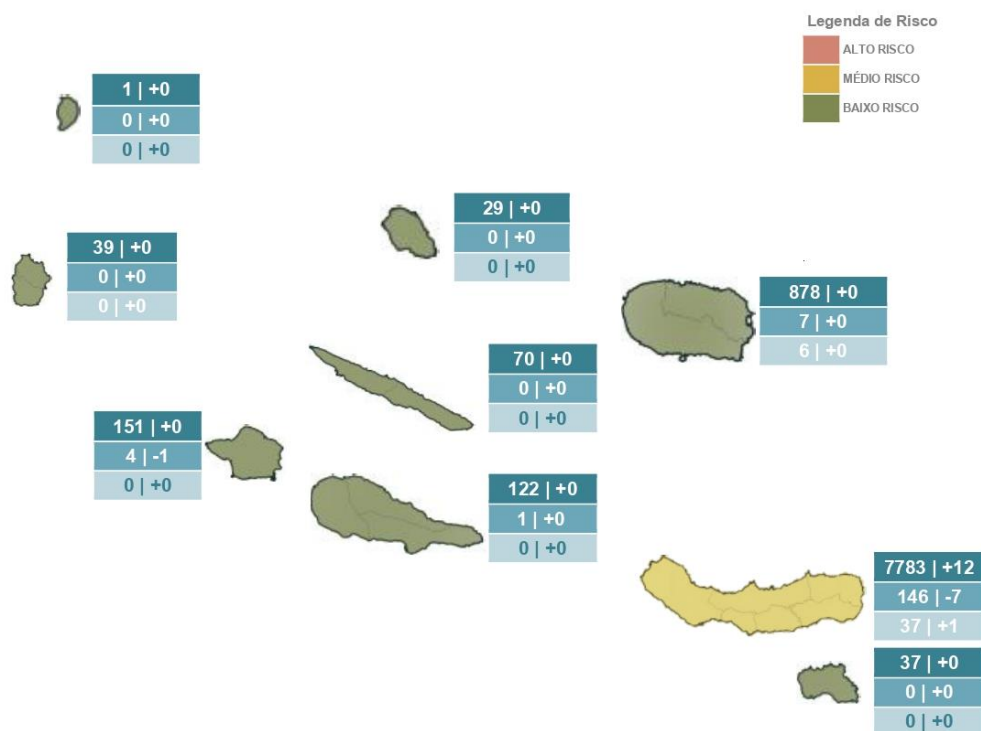 Legenda de Risco
ALTO RISCO
MÉDIO RISCO
BAIXO RISCO
1 | +0
0 | +0
0 | +0
29 | +0
0 | +0
0 | +0
39 | +0
0 | +0
0 | +0
878 | +0
7 | +0
6 | +0
70 | +0
0 | +0
0 | +0
151 | +0
4 | -1
0 | +0
122 | +0
1 | +0
0 | +0
7783 | +12
146 | -7
37 | +1
37 | +0
0 | +0
0 | +0